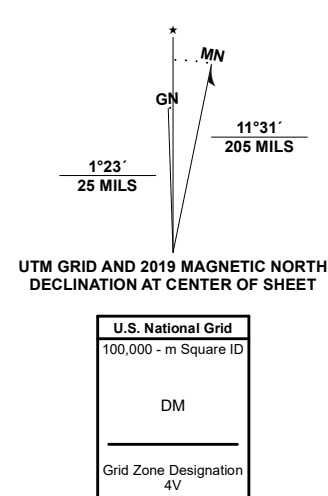 ★
MN
GN
11°31´
205 MILS
1°23´
25 MILS
UTM GRID AND 2019 MAGNETIC NORTH
DECLINATION AT CENTER OF SHEET
U.S. National Grid
100,000 - m Square ID
DM
Grid Zone Designation
4V